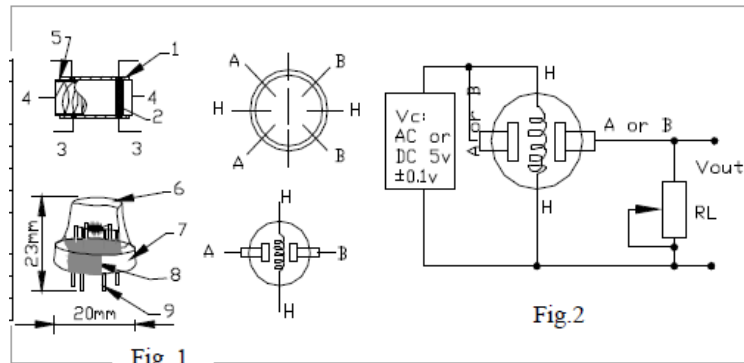 5
1
4
4
2
3
3
A
B
H
H
A
B
6
7
8
9
23mm
20mm
H
A
B
H
Fig. 1
H
Vc:
AC or
DC 5v
±0.1v
A or B
A or B
Vout
H
RL
Fig.2